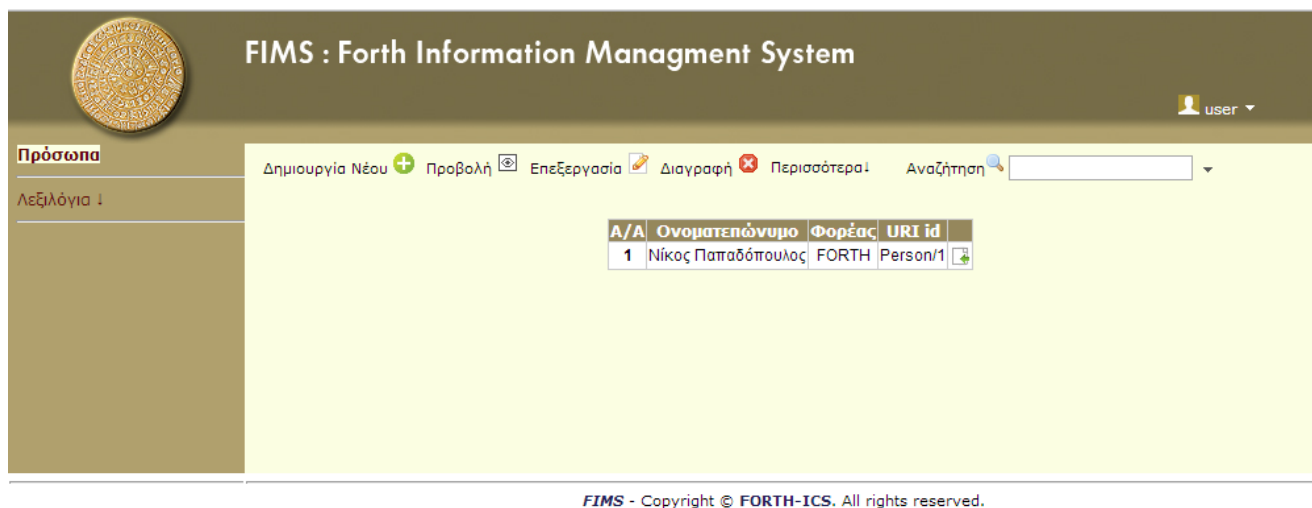 FIMS : Forth Information Managment System
user
Πρόσωπα
Λεξιλόγια ↓
Δημιουργία Νέου Προβολή Επεξεργασία Διαγραφή Περισσότερα↓ Αναζήτηση
Α/Α Ονοματεπώνυμο Φορέας URI id
1 Νίκος Παπαδόπουλος FORTH Person/1
FIMS - Copyright © FORTH-ICS. All rights reserved.